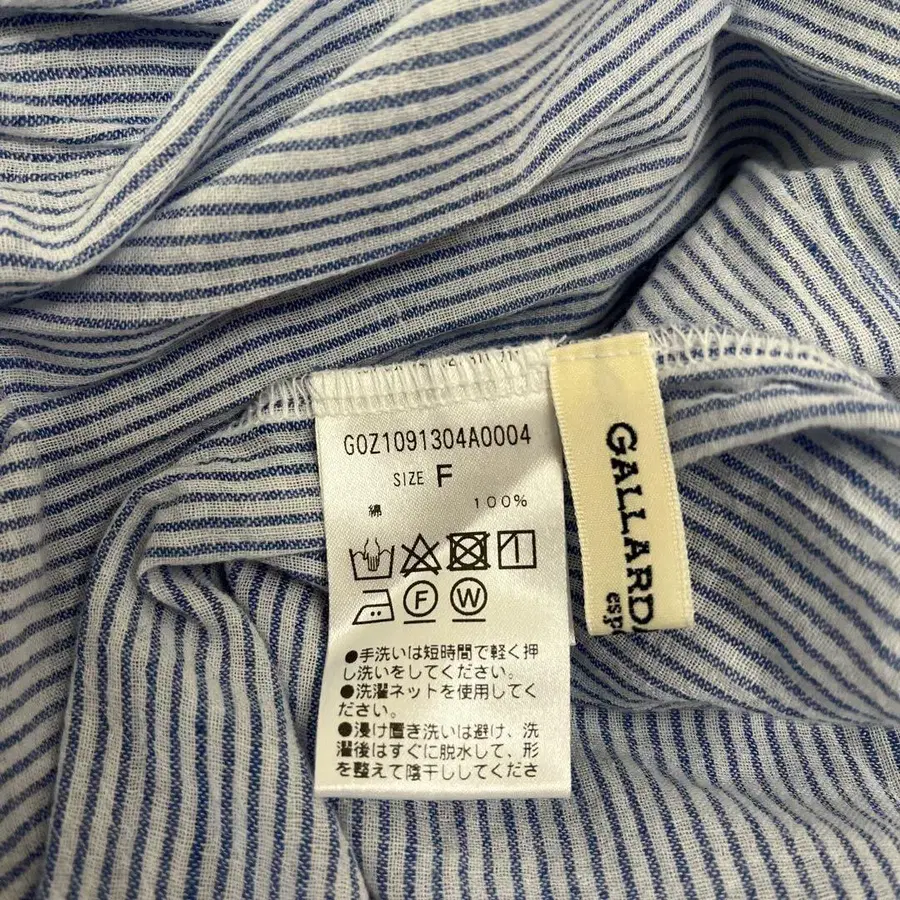 G0Z1091304A0004
SIZE F
綿 100%
F
W
●手洗いは短時間で軽く押
し洗いをしてください。
●洗濯ネットを使用してく
ださい。
●浸け置き洗いは避け、洗
濯後はすぐに脱水して、形
を整えて陰干ししてくださ
GALLARDA